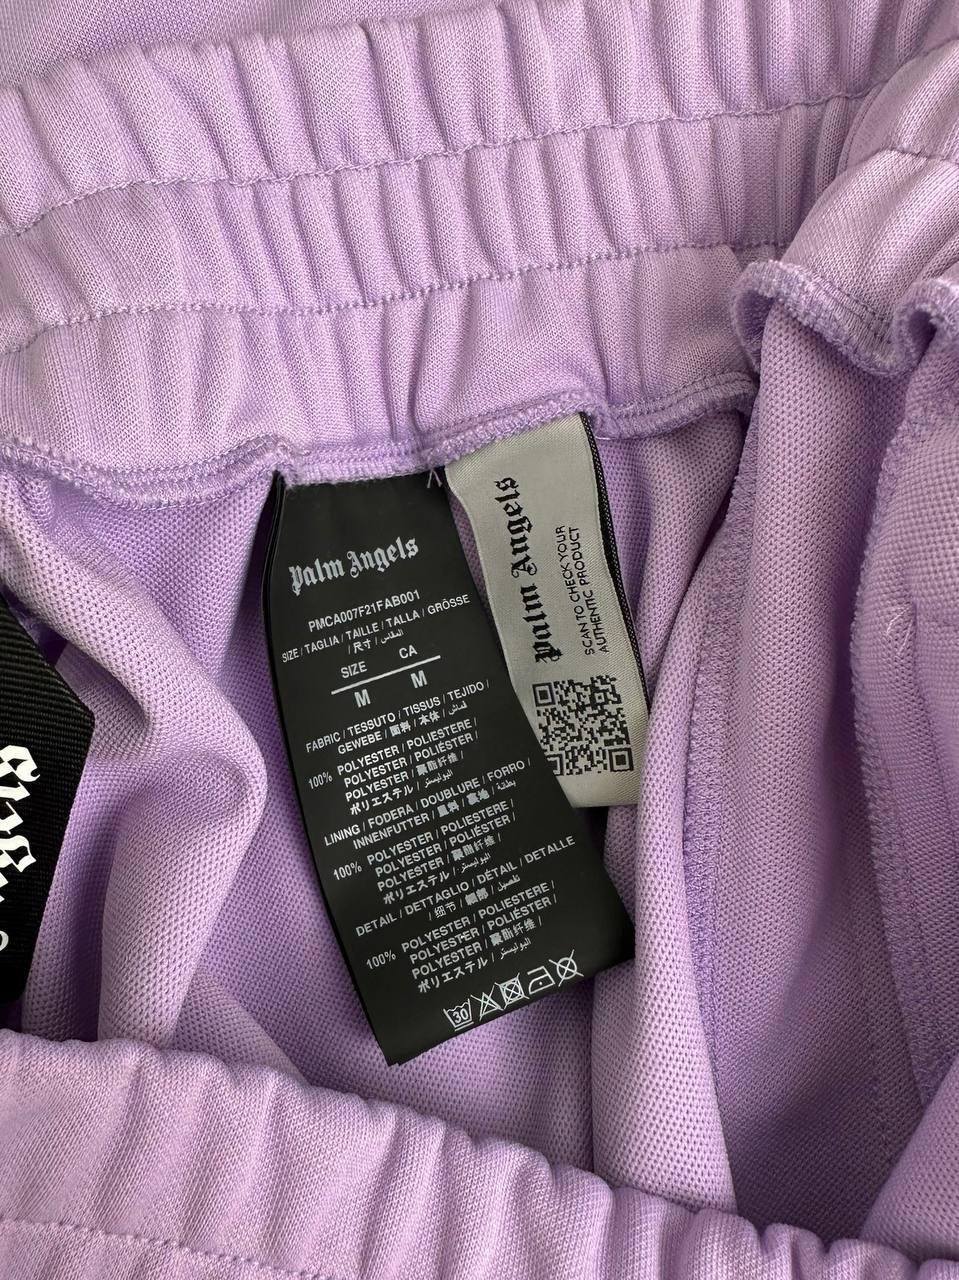 Palm Angels
PMCA007F21FAB001
SIZE / TAGLIA / TAILLE / TALLA / GRÖSSE
/ 尺寸 / المقاس
SIZE CA
M M
FABRIC / TESSUTO / TISSUS / TEJIDO /
GEWEBE / 面料 / 本体 / قماش
100% POLYESTER / POLIESTERE /
POLYESTER / POLIÉSTER /
POLYESTER / 聚酯纤维 /
ポリエステル / البوليستر
LINING / FODERA / DOUBLURE / FORRO /
INNENFUTTER / 里料 / 裏地 / بطانة
100% POLYESTER / POLIESTERE /
POLYESTER / POLIÉSTER /
POLYESTER / 聚酯纤维 /
ポリエステル / البوليستر
DETAIL / DETTAGLIO / DÉTAIL / DETALLE
/ 细节 / 細部 / تفصيل
100% POLYESTER / POLIESTERE /
POLYESTER / POLIÉSTER /
POLYESTER / 聚酯纤维 /
ポリエステル / البوليستر
30
Palm Angels
SCAN TO CHECK YOUR
AUTHENTIC PRODUCT